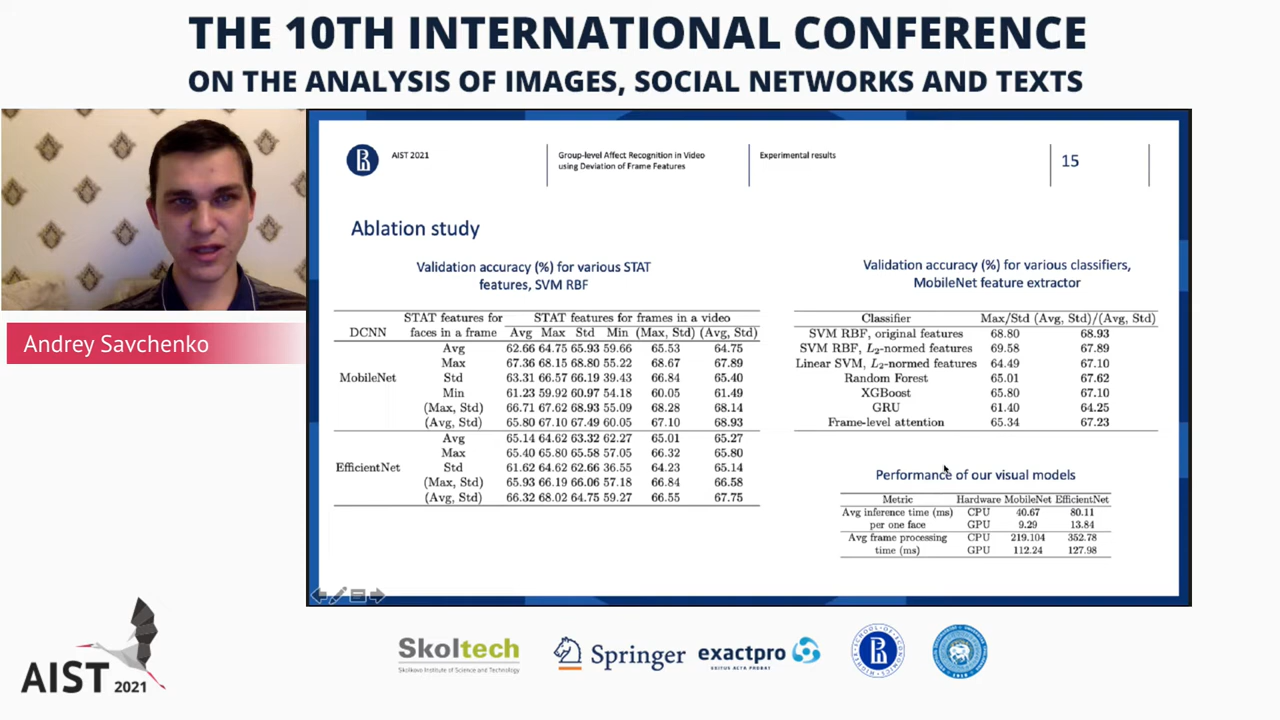 THE 10TH INTERNATIONAL CONFERENCE
ON THE ANALYSIS OF IMAGES, SOCIAL NETWORKS AND TEXTS
Andrey Savchenko
AIST 2021
Group-level Affect Recognition in Video
using Deviation of Frame Features
Experimental results
15
Ablation study
Validation accuracy (%) for various STAT
features, SVM RBF
STAT features for STAT features for frames in a video
DCNN faces in a frame Avg Max Std Min (Max, Std) (Avg, Std)
Avg 62.66 64.75 65.93 59.66 65.53 64.75
Max 67.36 68.15 68.80 55.22 68.67 67.89
MobileNet Std 63.31 66.57 66.19 39.43 66.84 65.40
Min 61.23 59.92 60.97 54.18 60.05 61.49
(Max, Std) 66.71 67.62 68.93 55.09 68.28 68.14
(Avg, Std) 65.80 67.10 67.49 60.05 67.10 68.93
Avg 65.14 64.62 63.32 62.27 65.01 65.27
Max 65.40 65.80 65.58 57.05 66.32 65.80
EfficientNet Std 61.62 64.62 62.66 36.55 64.23 65.14
(Max, Std) 65.93 66.19 66.06 57.18 66.84 66.58
(Avg, Std) 66.32 68.02 64.75 59.27 66.55 67.75
Validation accuracy (%) for various classifiers,
MobileNet feature extractor
Classifier Max/Std (Avg, Std)/(Avg, Std)
SVM RBF, original features 68.80 68.93
SVM RBF, L2-normed features 69.58 67.89
Linear SVM, L2-normed features 64.49 67.10
Random Forest 65.01 67.62
XGBoost 65.80 67.10
GRU 61.40 64.25
Frame-level attention 65.34 67.23
Performance of our visual models
Metric Hardware MobileNet EfficientNet
Avg inference time (ms) CPU 40.67 80.11
per one face GPU 9.29 13.84
Avg frame processing CPU 219.104 352.78
time (ms) GPU 112.24 127.98
AIST 2021
Skoltech
Skolkovo Institute of Science and Technology
Springer
exactpro
EXITUS ACTA PROBAT